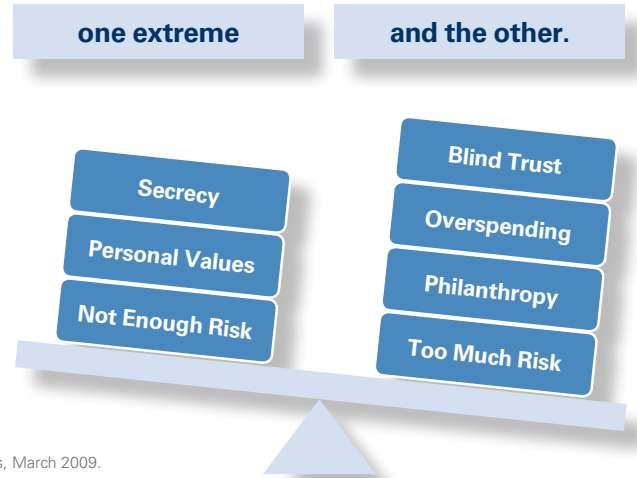 one extreme
and the other.
Secrecy
Personal Values
Not Enough Risk
Blind Trust
Overspending
Philanthropy
Too Much Risk
, March 2009.